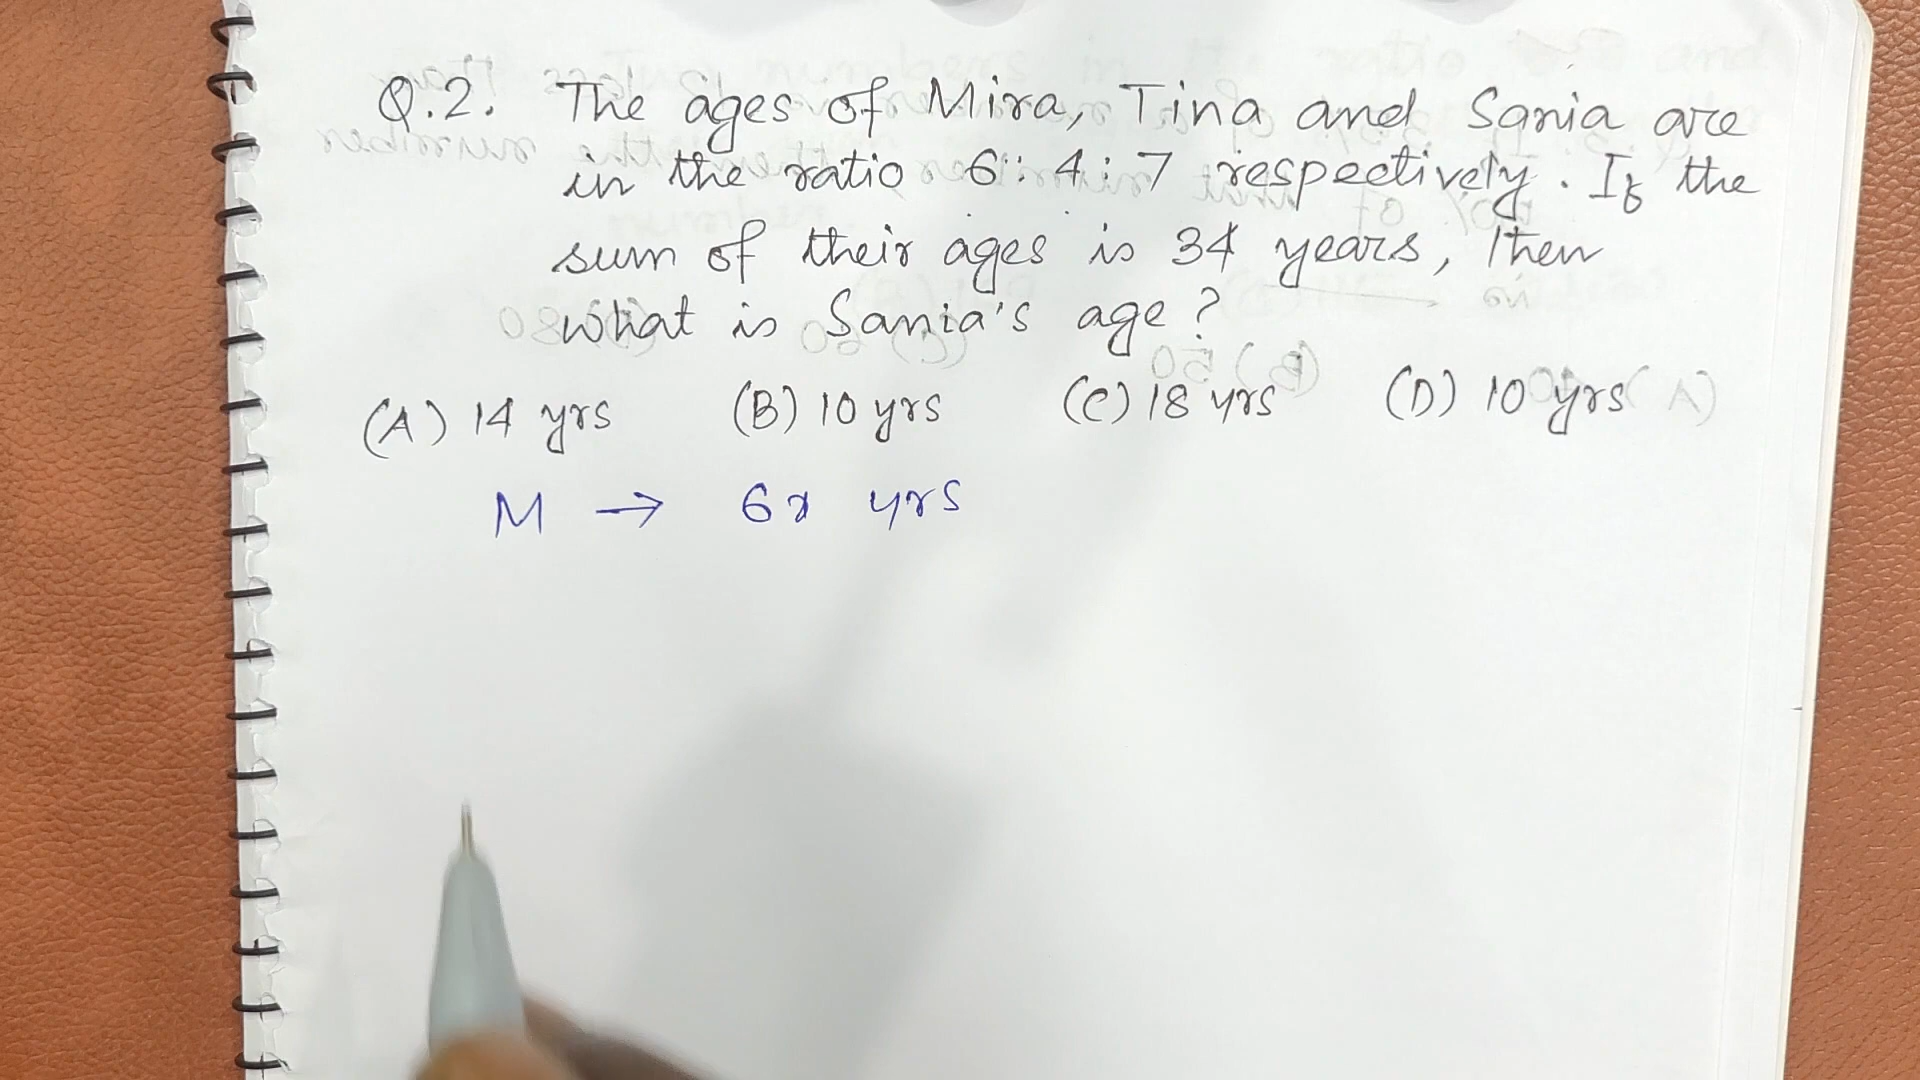 Q.2. The ages of Mira, Tina and Sania are
in the ratio 6:4:7 respectively. If the
sum of their ages is 34 years, then
what is Sania's age?
(A) 14 yrs (B) 10 yrs (C) 18 yrs (D) 10 yrs
M → 6x yrs